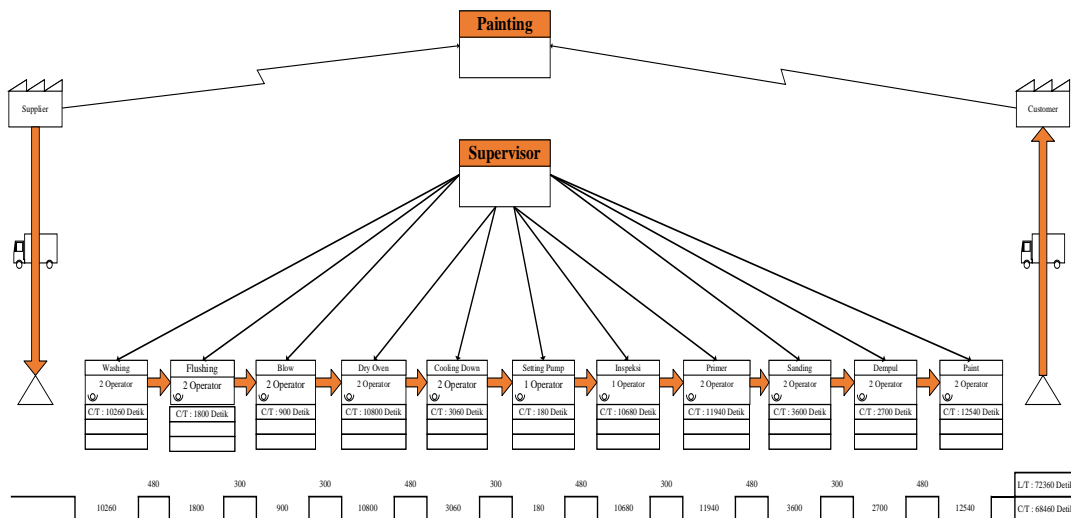 Painting
Supplier
Customer
Supervisor
Washing
2 Operator
C/T : 10260 Detik
Flushing
2 Operator
C/T : 1800 Detik
Blow
2 Operator
C/T : 900 Detik
Dry Oven
2 Operator
C/T : 10800 Detik
Cooling Down
2 Operator
C/T : 3060 Detik
Setting Pump
1 Operator
C/T : 180 Detik
Inspeksi
1 Operator
C/T : 10680 Detik
Primer
2 Operator
C/T : 11940 Detik
Sanding
2 Operator
C/T : 3600 Detik
Dempul
2 Operator
C/T : 2700 Detik
Paint
2 Operator
C/T : 12540 Detik
480 300 300 480 300 480 300 480 300 480
L/T : 72360 Detik
10260 1800 900 10800 3060 180 10680 11940 3600 2700 12540
C/T : 68460 Detik